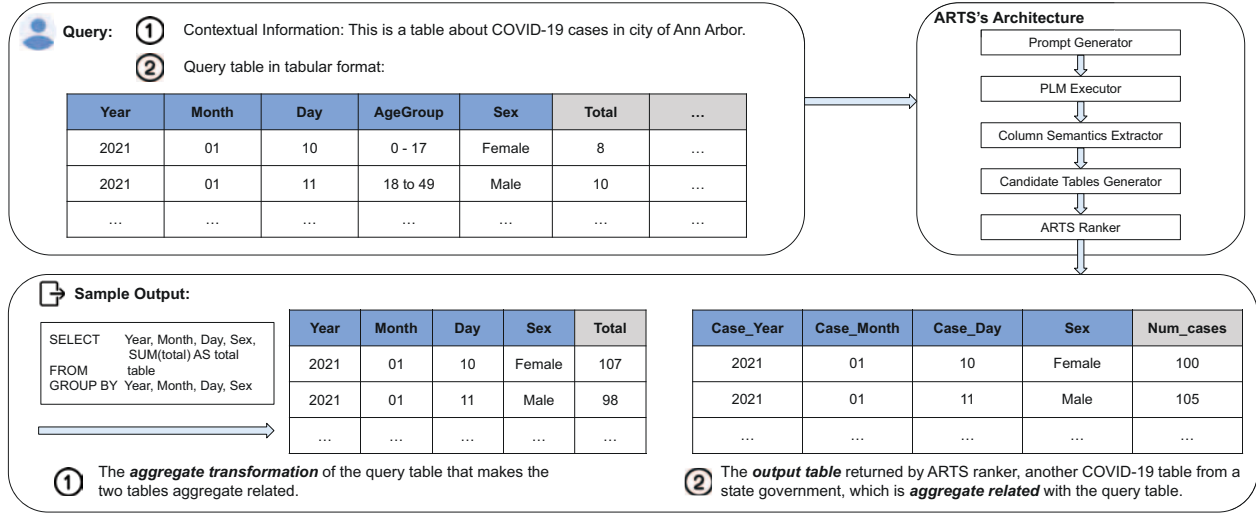 Query:
1 Contextual Information: This is a table about COVID-19 cases in city of Ann Arbor.
2 Query table in tabular format:
Year Month Day AgeGroup Sex Total ...
2021 01 10 0 - 17 Female 8 ...
2021 01 11 18 to 49 Male 10 ...
... ... ... ... ... ... ...
ARTS's Architecture
Prompt Generator
PLM Executor
Column Semantics Extractor
Candidate Tables Generator
ARTS Ranker
Sample Output:
SELECT Year, Month, Day, Sex,
SUM(total) AS total
FROM table
GROUP BY Year, Month, Day, Sex
Year Month Day Sex Total
2021 01 10 Female 107
2021 01 11 Male 98
... ... ... ... ...
1 The aggregate transformation of the query table that makes the
two tables aggregate related.
Case_Year Case_Month Case_Day Sex Num_cases
2021 01 10 Female 100
2021 01 11 Male 105
... ... ... ... ...
2 The output table returned by ARTS ranker, another COVID-19 table from a
state government, which is aggregate related with the query table.